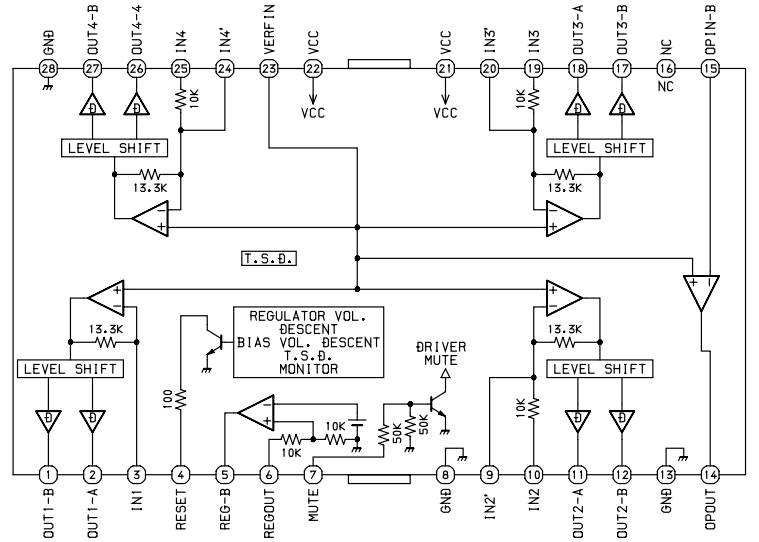 GND OUT4-B OUT4-4 IN4 IN4' VERFIN VCC VCC IN3' IN3 OUT3-A OUT3-B NC OPIN-B
28 27 26 25 24 23 22 21 20 19 18 17 16 15
NC
D D 10K VCC VCC 10K D D
LEVEL SHIFT LEVEL SHIFT
13.3K 13.3K
- + - +
T.S.D.
+ - + -
+ -
REGULATOR VOL.
DESCENT
BIAS VOL. DESCENT
T.S.D.
MONITOR
13.3K 13.3K
DRIVER
MUTE
LEVEL SHIFT LEVEL SHIFT
D D 100 - + 10K 10K 50K 50K 10K D D
1 2 3 4 5 6 7 8 9 10 11 12 13 14
OUT1-B OUT1-A IN1 RESET REG-B REGOUT MUTE GND IN2' IN2 OUT2-A OUT2-B GND OPOUT